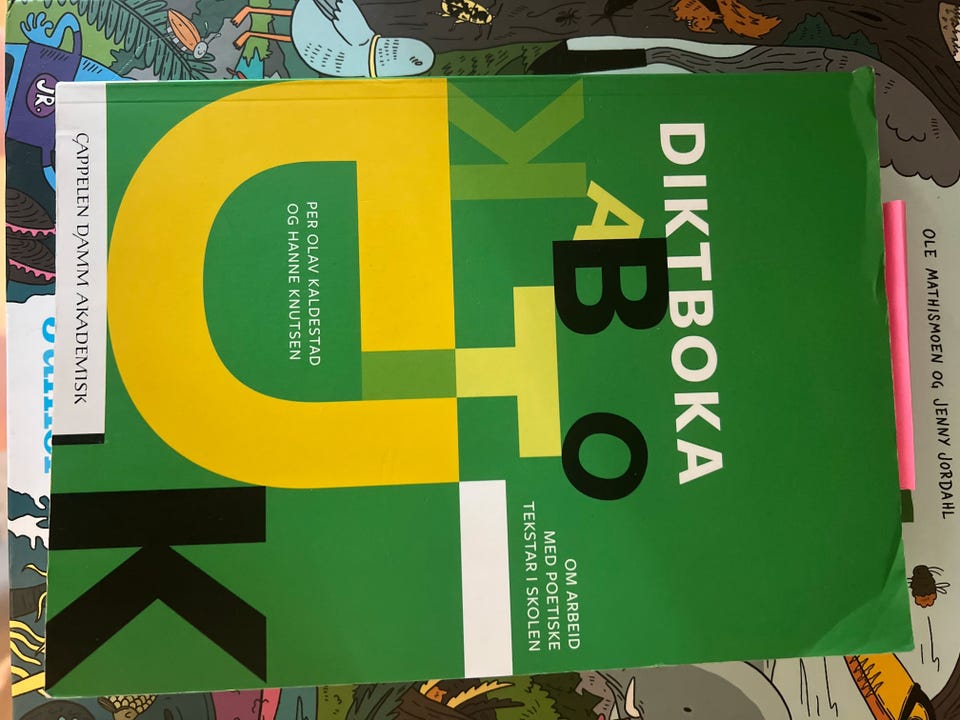 DIKTBOKA
OM ARBEID
MED POETISKE
TEKSTAR I SKOLEN
K
A
B
T
O
D
I
K
PER OLAV KALDESTAD
OG HANNE KNUTSEN
CAPPELEN DAMM AKADEMISK
OLE MATHISMOEN OG JENNY JORDAHL
JR.